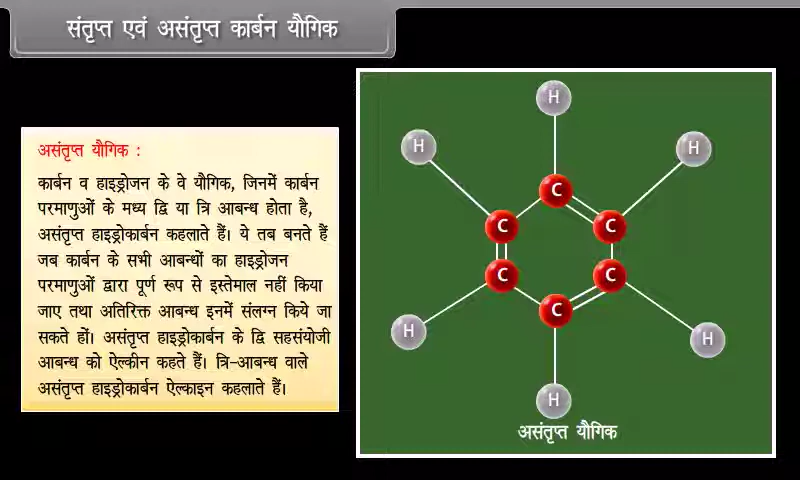 संतृप्त एवं असंतृप्त कार्बन यौगिक
असंतृप्त यौगिक :
कार्बन व हाइड्रोजन के वे यौगिक, जिनमें कार्बन
परमाणुओं के मध्य द्वि या त्रि आबन्ध होता है,
असंतृप्त हाइड्रोकार्बन कहलाते हैं। ये तब बनते हैं
जब कार्बन के सभी आबन्धों का हाइड्रोजन
परमाणुओं द्वारा पूर्ण रूप से इस्तेमाल नहीं किया
जाए तथा अतिरिक्त आबन्ध इनमें संलग्न किये जा
सकते हों। असंतृप्त हाइड्रोकार्बन के द्वि सहसंयोजी
आबन्ध को ऐल्कीन कहते हैं। त्रि-आबन्ध वाले
असंतृप्त हाइड्रोकार्बन ऐल्काइन कहलाते हैं।
H
H
H
C
C
C
C
C
C
H
H
H
असंतृप्त यौगिक